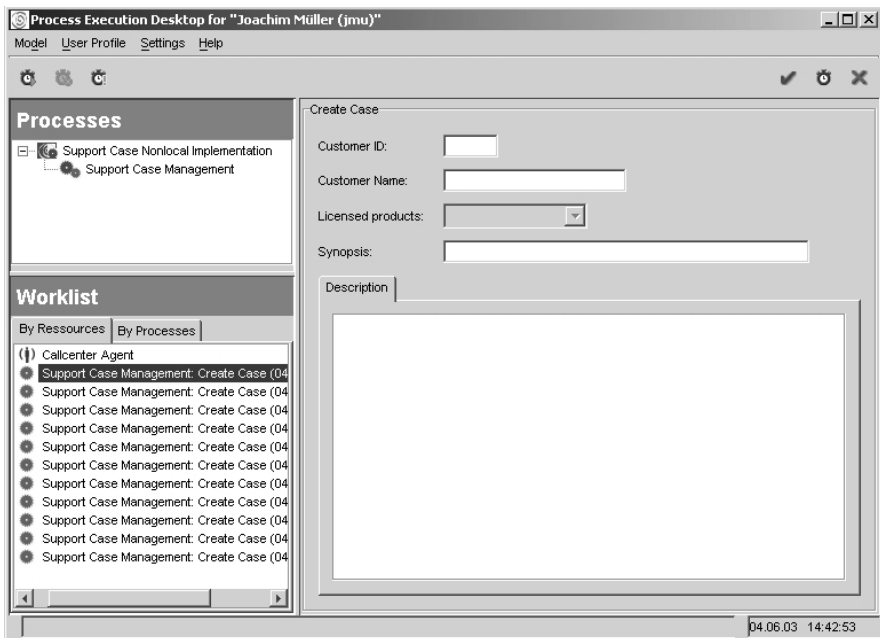 Process Execution Desktop for "Joachim Müller (jmu)"
Model User Profile Settings Help
Processes
Support Case Nonlocal Implementation
Support Case Management
Worklist
By Ressources By Processes
Callcenter Agent
Support Case Management: Create Case (04
Support Case Management: Create Case (04
Support Case Management: Create Case (04
Support Case Management: Create Case (04
Support Case Management: Create Case (04
Support Case Management: Create Case (04
Support Case Management: Create Case (04
Support Case Management: Create Case (04
Support Case Management: Create Case (04
Support Case Management: Create Case (04
Support Case Management: Create Case (04
Create Case
Customer ID:
Customer Name:
Licensed products:
Synopsis:
Description
04.06.03 14:42:53